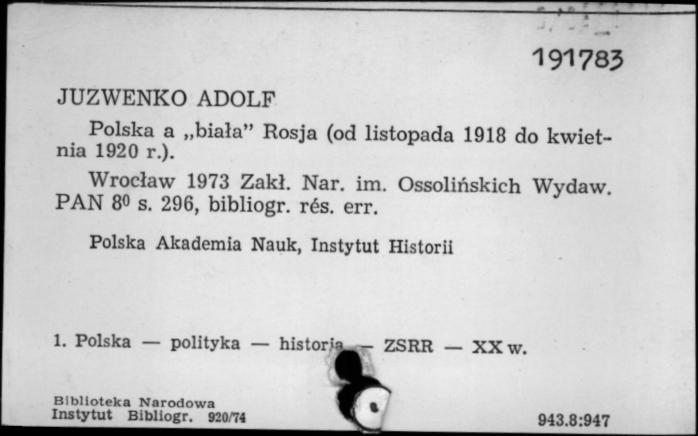 191783
JUZWENKO ADOLF
Polska a „biała” Rosja (od listopada 1918 do kwiet-
nia 1920 r.).
Wrocław 1973 Zakł. Nar. im. Ossolińskich Wydaw.
PAN 8⁰ s. 296, bibliogr. rés. err.
Polska Akademia Nauk, Instytut Historii
1. Polska — polityka — historia — ZSRR — XX w.
Biblioteka Narodowa
Instytut Bibliogr. 920/74
943.8:947